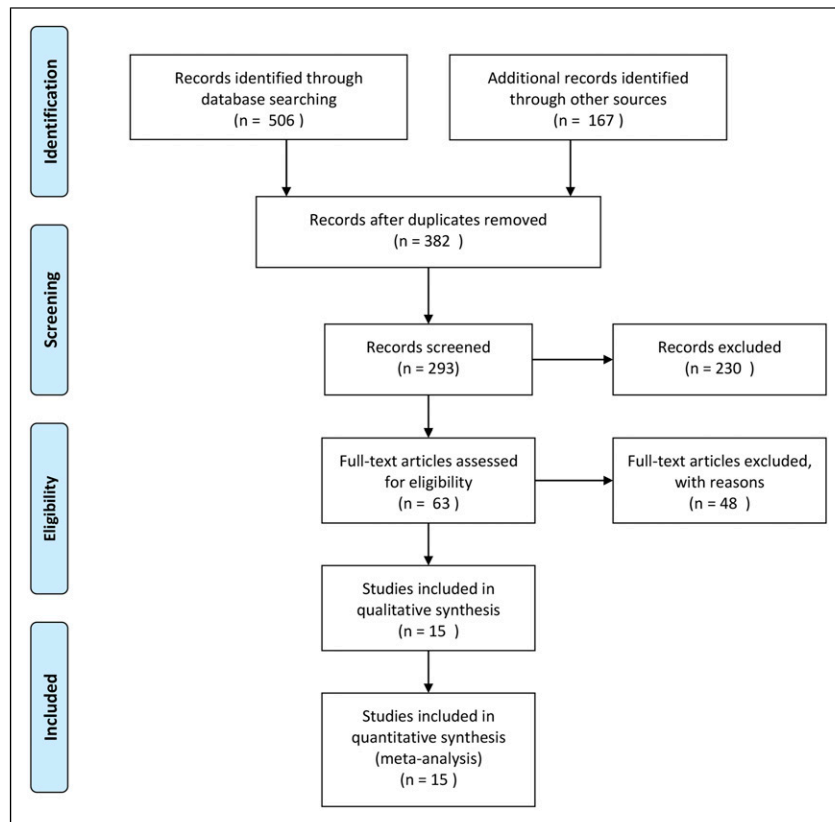 Identification
Records identified through
database searching
(n = 506 )
Additional records identified
through other sources
(n = 167 )
Records after duplicates removed
(n = 382 )
Screening
Records screened
(n = 293)
Records excluded
(n = 230 )
Eligibility
Full-text articles assessed
for eligibility
(n = 63 )
Full-text articles excluded,
with reasons
(n = 48 )
Studies included in
qualitative synthesis
(n = 15 )
Included
Studies included in
quantitative synthesis
(meta-analysis)
(n = 15 )